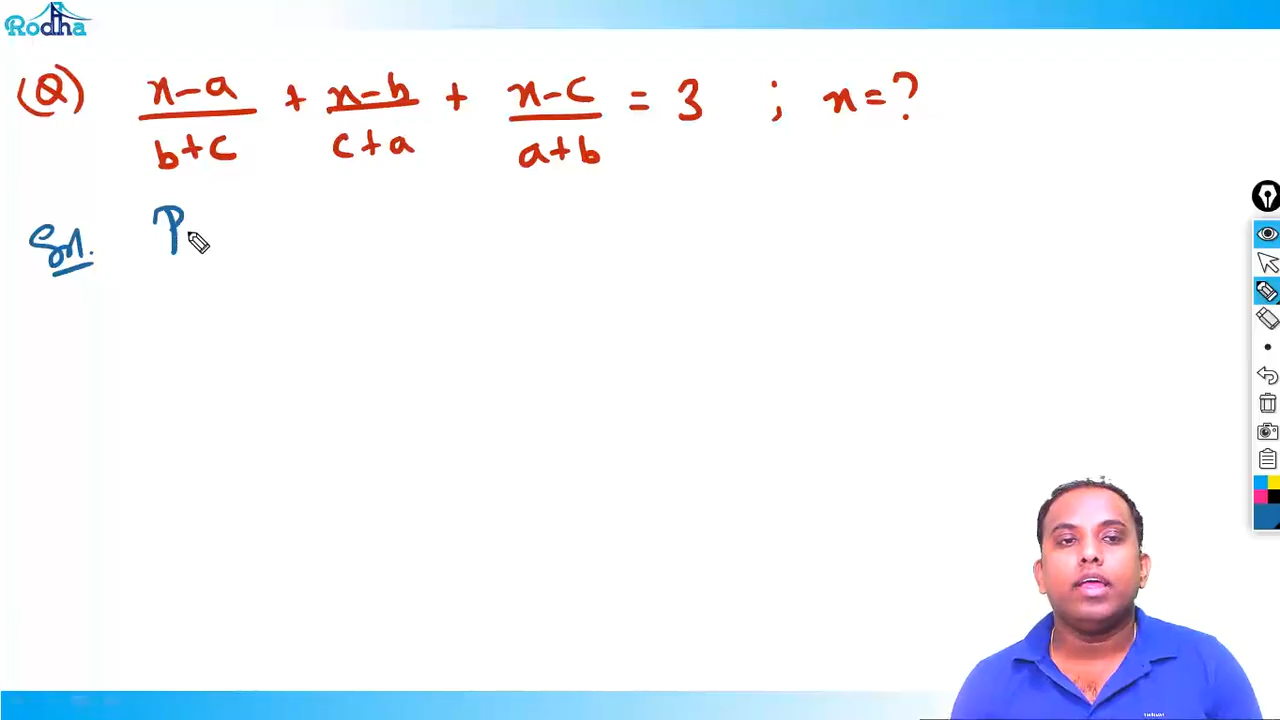 Rodha
(Q) x-a/b+c + x-b/c+a + x-c/a+b = 3 ; x=?
Sol. P